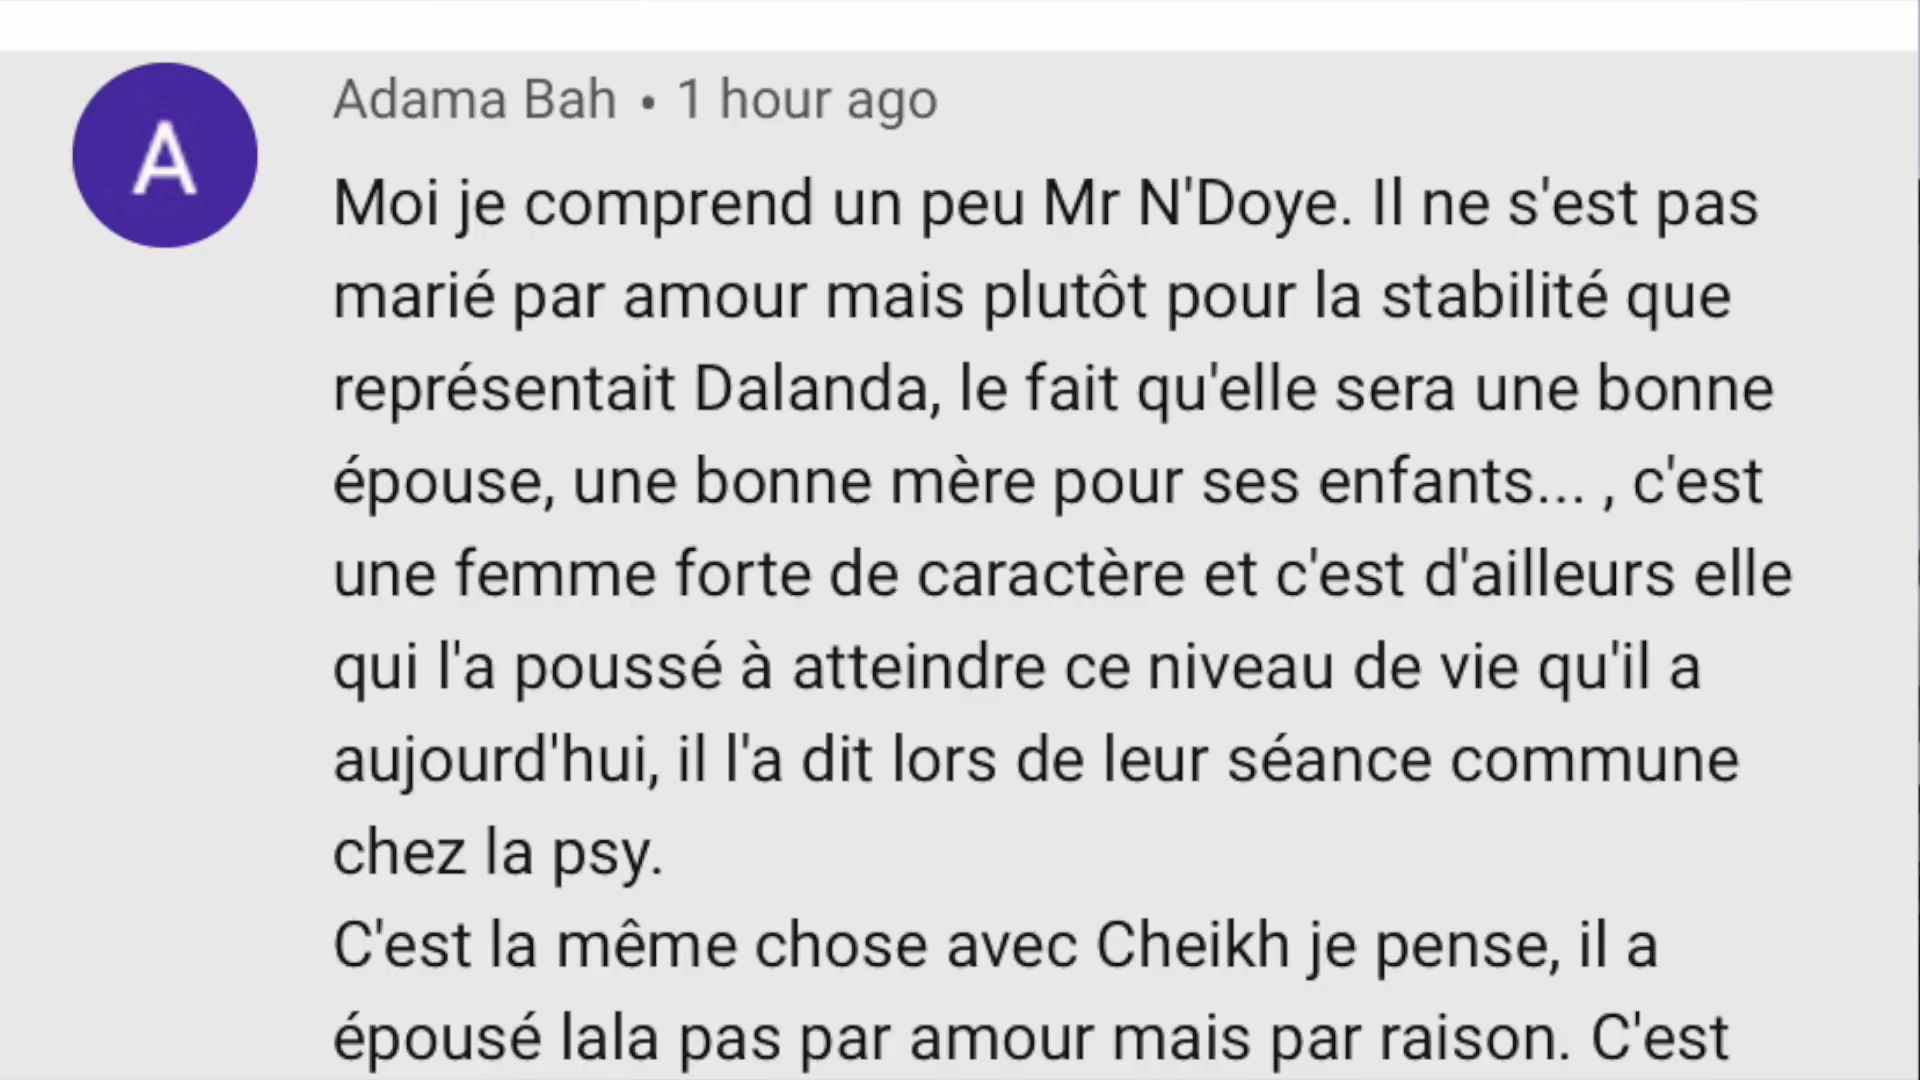 A
Adama Bah • 1 hour ago
Moi je comprend un peu Mr N'Doye. Il ne s'est pas
marié par amour mais plutôt pour la stabilité que
représentait Dalanda, le fait qu'elle sera une bonne
épouse, une bonne mère pour ses enfants... , c'est
une femme forte de caractère et c'est d'ailleurs elle
qui l'a poussé à atteindre ce niveau de vie qu'il a
aujourd'hui, il l'a dit lors de leur séance commune
chez la psy.
C'est la même chose avec Cheikh je pense, il a
épousé lala pas par amour mais par raison. C'est